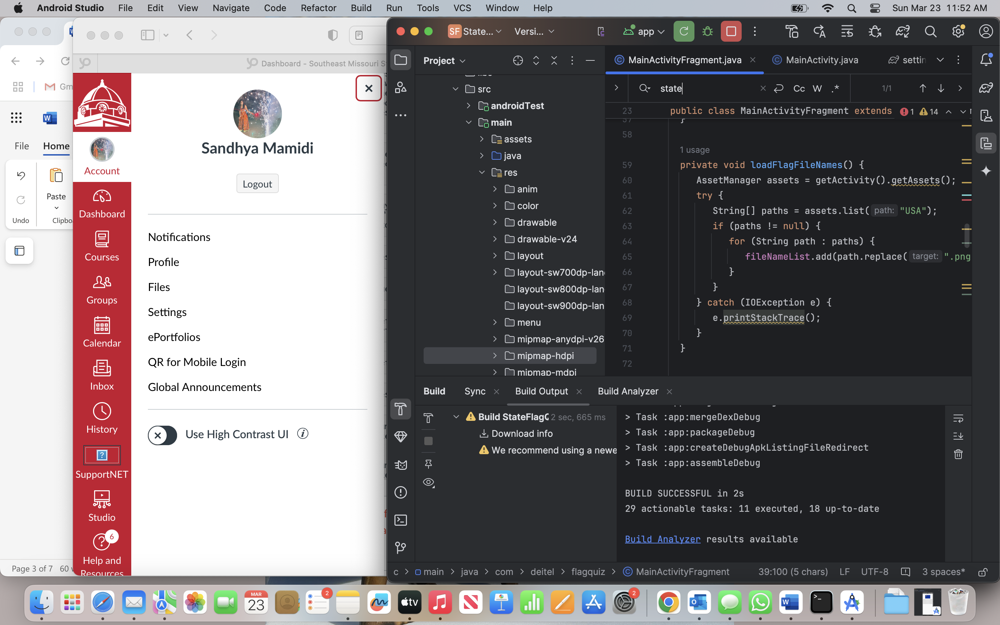 Android Studio File Edit View Navigate Code Refactor Build Run Tools VCS Window Help Sun Mar 23 11:52 AM
SF State... Versi... app
Dashboard - Southeast Missouri S
Project
MainActivityFragment.java MainActivity.java settin
Gm
state Cc W .* 1/1
File Home
Undo
Paste
Clipbo
Page 3 of 7 60
Account
Dashboard
Courses
Groups
Calendar
Inbox
History
SupportNET
Studio
6
Help and
Resources
Sandhya Mamidi
Logout
Notifications
Profile
Files
Settings
ePortfolios
QR for Mobile Login
Global Announcements
Use High Contrast UI
src
androidTest
main
assets
java
res
anim
color
drawable
drawable-v24
layout
layout-sw700dp-lan
layout-sw800dp-lan
layout-sw900dp-lan
menu
mipmap-anydpi-v26
mipmap-hdpi
mipmap-mdpi
23 public class MainActivityFragment extends 1 14
57 }
58
1 usage
59 private void loadFlagFileNames() {
60 AssetManager assets = getActivity().getAssets();
61 try {
62 String[] paths = assets.list( path: "USA");
63 if (paths != null) {
64 for (String path : paths) {
65 fileNameList.add(path.replace( target: ".png
66 }
67 }
68 } catch (IOException e) {
69 e.printStackTrace();
70 }
71 }
72
Build Sync Build Output Build Analyzer
Build StateFlagQ 2 sec, 665 ms
Download info
We recommend using a newe
> Task :app:mergeDexDebug
> Task :app:packageDebug
> Task :app:createDebugApkListingFileRedirect
> Task :app:assembleDebug
BUILD SUCCESSFUL in 2s
29 actionable tasks: 11 executed, 18 up-to-date
Build Analyzer results available
c > main > java > com > deitel > flagquiz > MainActivityFragment 39:100 (5 chars) LF UTF-8 3 spaces*
MAR
23
2
tv
2